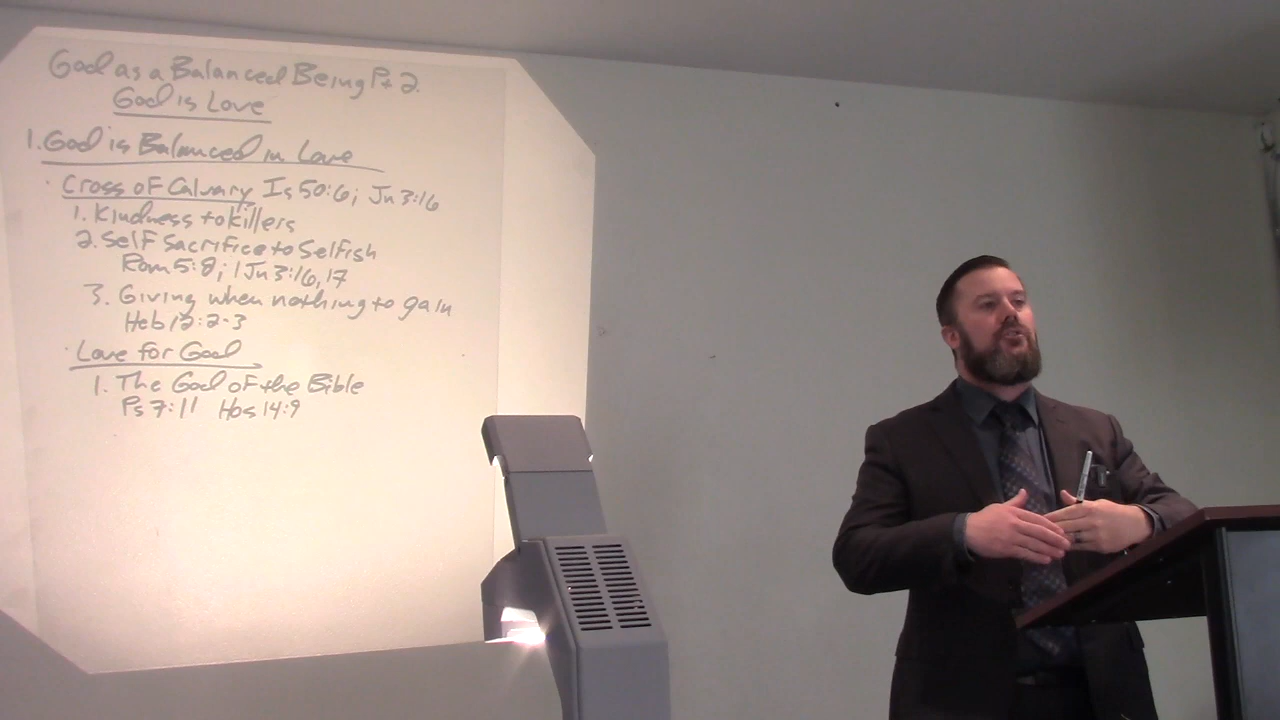 God as a Balanced Being Pt 2.
God is Love
1. God is Balanced in Love
· Cross of Calvary Is 50:6; Jn 3:16
1. Kindness to killers
2. Self Sacrifice to Selfish
Rom 5:8; 1 Jn 3:16,17
3. Giving when nothing to gain
Heb 12:2-3
· Love for God
1. The God of the Bible
Ps 7:11 Hos 14:9